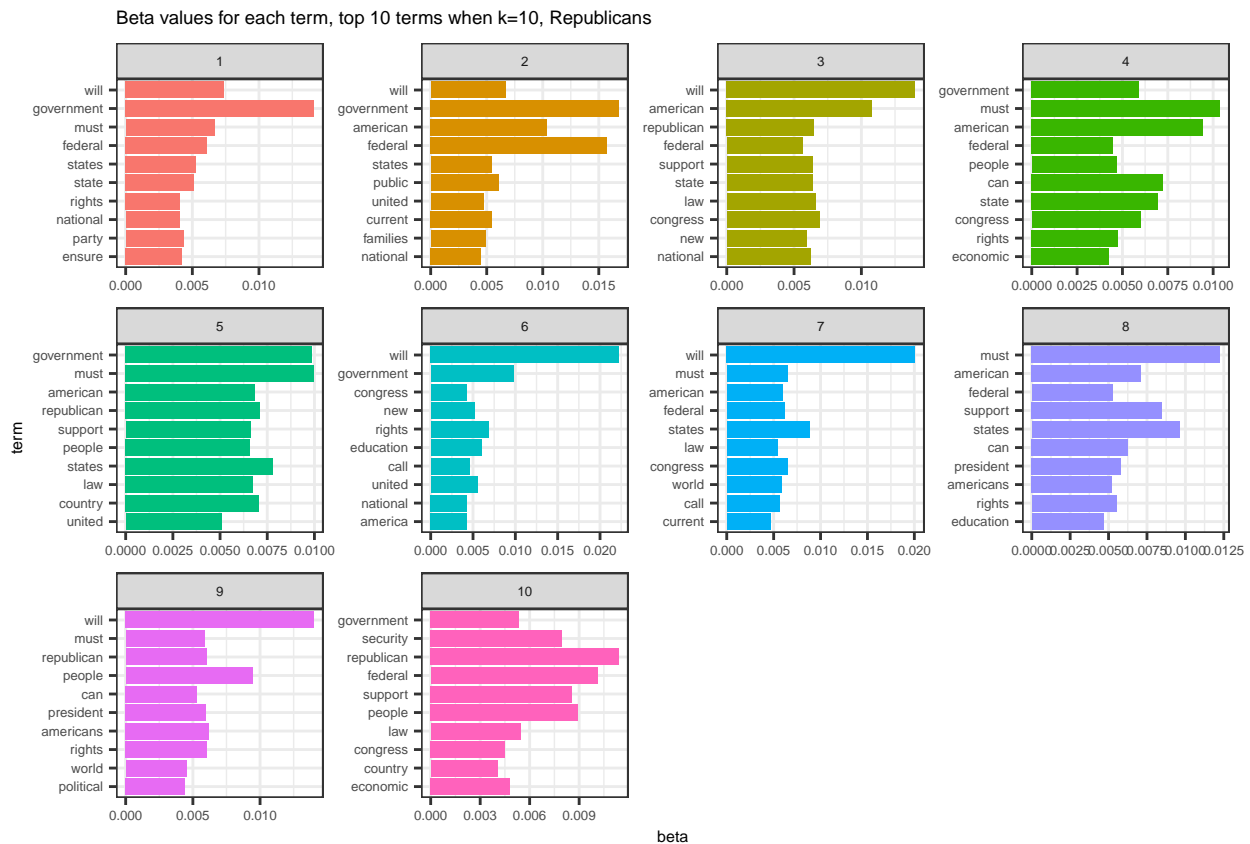 Beta values for each term, top 10 terms when k=10, Republicans
term
1
will
government
must
federal
states
state
rights
national
party
ensure
0.000 0.005 0.010
2
will
government
american
federal
states
public
united
current
families
national
0.000 0.005 0.010 0.015
3
will
american
republican
federal
support
state
law
congress
new
national
0.000 0.005 0.010
4
government
must
american
federal
people
can
state
congress
rights
economic
0.0000 0.0025 0.0050 0.0075 0.0100
5
government
must
american
republican
support
people
states
law
country
united
0.0000 0.0025 0.0050 0.0075 0.0100
6
will
government
congress
new
rights
education
call
united
national
america
0.000 0.005 0.010 0.015 0.020
7
will
must
american
federal
states
law
congress
world
call
current
0.000 0.005 0.010 0.015 0.020
8
must
american
federal
support
states
can
president
americans
rights
education
0.0000 0.0025 0.0050 0.0075 0.0100 0.0125
9
will
must
republican
people
can
president
americans
rights
world
political
0.000 0.005 0.010
10
government
security
republican
federal
support
people
law
congress
country
economic
0.000 0.003 0.006 0.009
beta